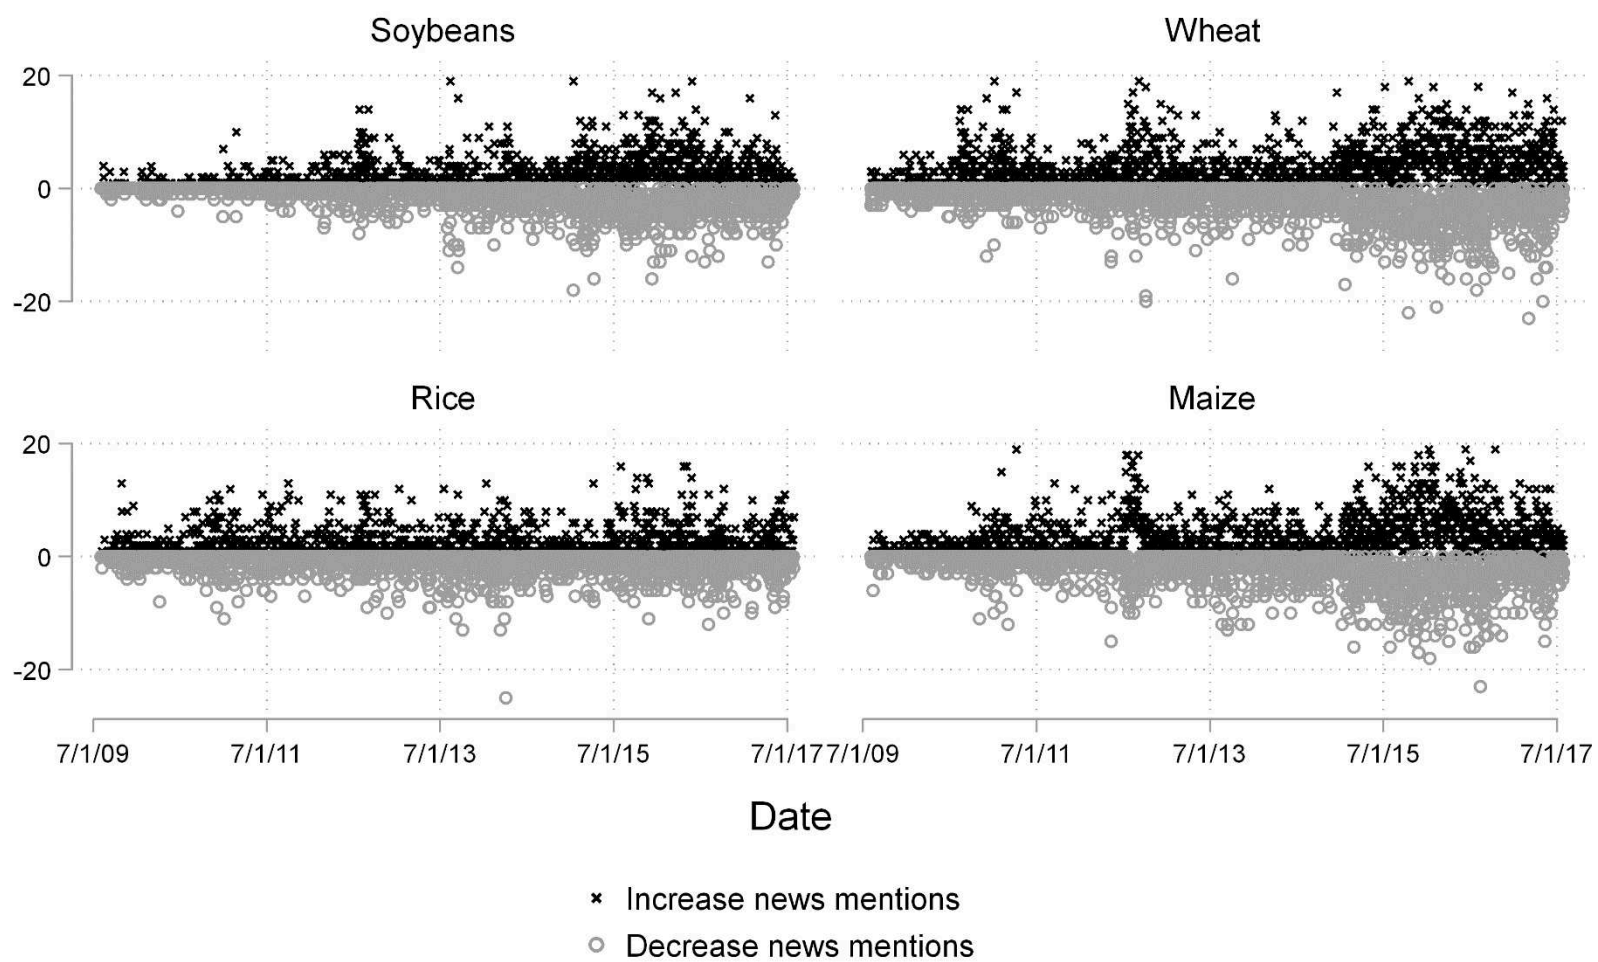 Soybeans Wheat
20
0
-20
Rice Maize
20
0
-20
7/1/09 7/1/11 7/1/13 7/1/15 7/1/17 7/1/09 7/1/11 7/1/13 7/1/15 7/1/17
Date
Increase news mentions
Decrease news mentions